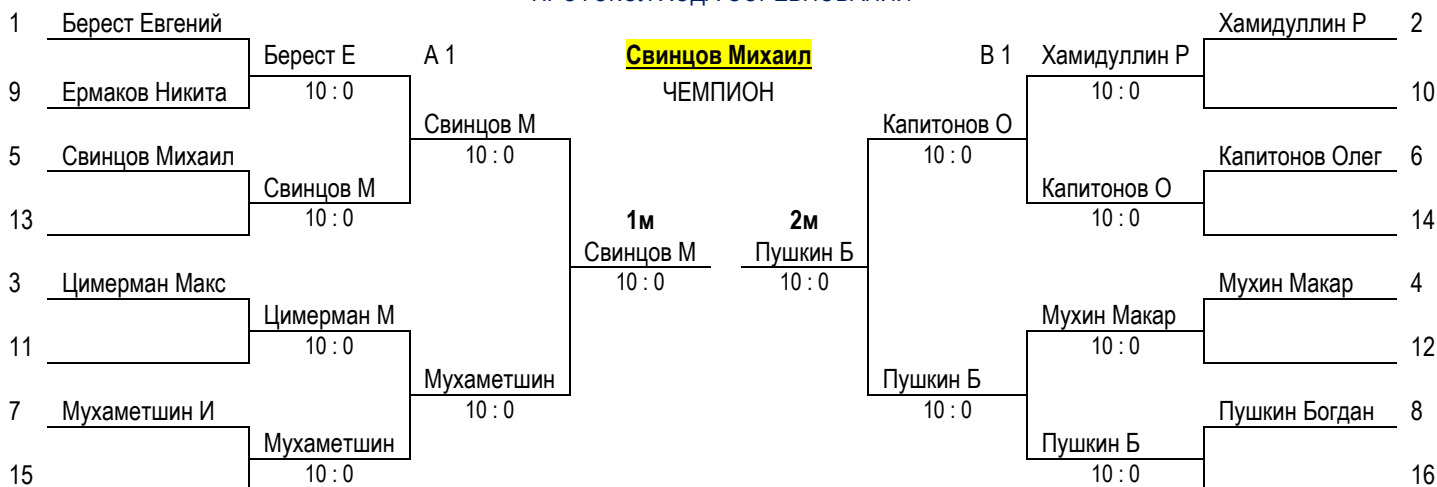 ПРОТОКОЛ ХОДА СОРЕВНОВАНИЙ
1 Берест Евгений
Хамидуллин Р 2
Берест Е A 1 Свинцов Михаил B 1 Хамидуллин Р
9 Ермаков Никита 10 : 0 ЧЕМПИОН 10 : 0 10
Свинцов М Капитонов О
5 Свинцов Михаил 10 : 0 10 : 0 Капитонов Олег 6
Свинцов М Капитонов О
13 10 : 0 1м 2м 10 : 0 14
Свинцов М Пушкин Б
3 Цимерман Макс 10 : 0 10 : 0 Мухин Макар 4
Цимерман М Мухин Макар
11 10 : 0 10 : 0 12
Мухаметшин Пушкин Б
7 Мухаметшин И 10 : 0 10 : 0 Пушкин Богдан 8
Мухаметшин Пушкин Б
15 10 : 0 10 : 0 16